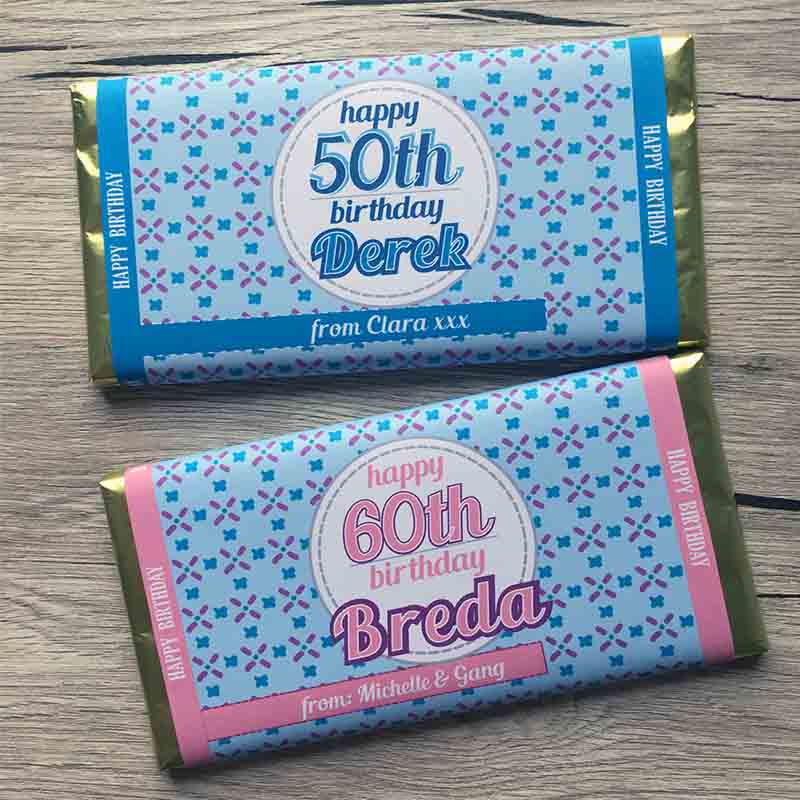 HAPPY BIRTHDAY
happy
50th
birthday
Derek
from Clara xxx
HAPPY BIRTHDAY
HAPPY BIRTHDAY
happy
60th
birthday
Breda
from: Michelle & Gang
HAPPY BIRTHDAY